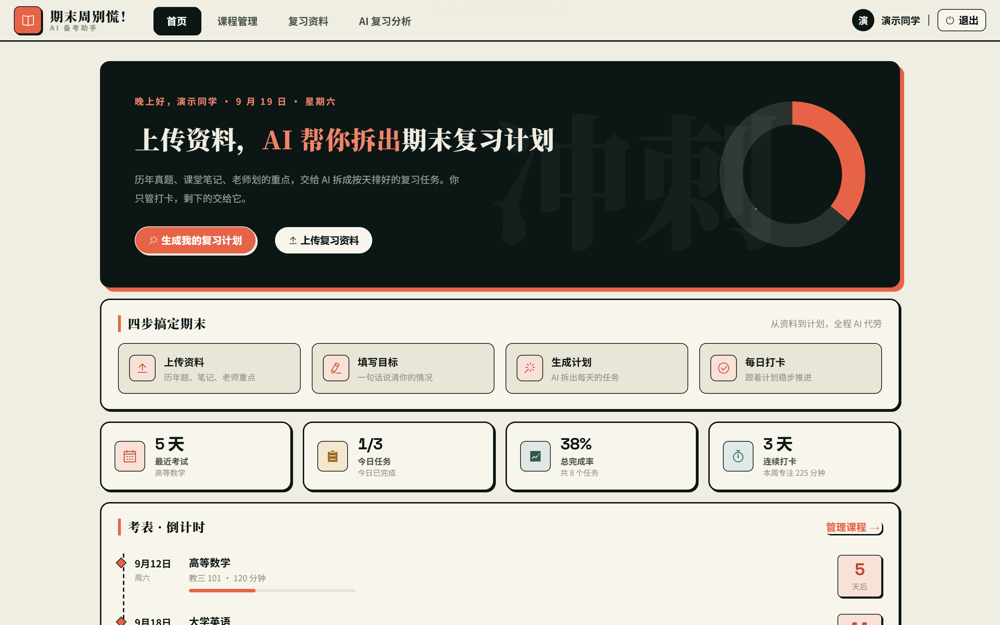 期末周别慌！
AI 备考助手
首页
课程管理
复习资料
AI 复习分析
演
演示同学
退出
冲刺
晚上好，演示同学 · 9 月 19 日 · 星期六
上传资料，AI 帮你拆出期末复习计划
历年真题、课堂笔记、老师划的重点，交给 AI 拆成按天排好的复习任务。你
只管打卡，剩下的交给它。
生成我的复习计划
上传复习资料
四步搞定期末
从资料到计划，全程 AI 代劳
上传资料
历年题、笔记、老师重点
填写目标
一句话说清你的情况
生成计划
AI 拆出每天的任务
每日打卡
跟着计划稳步推进
5 天
最近考试
高等数学
1/3
今日任务
今日已完成
38%
总完成率
共 8 个任务
3 天
连续打卡
本周专注 225 分钟
考表 · 倒计时
管理课程 →
9月12日
周六
高等数学
教三 101 · 120 分钟
5
天后
9月18日
大学英语